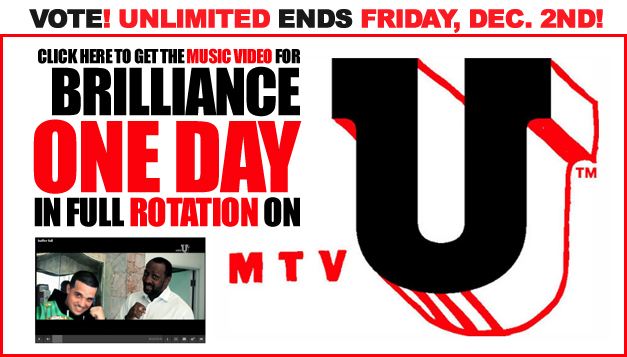 VOTE! UNLIMITED ENDS FRIDAY, DEC. 2ND!
CLICK HERE TO GET THE MUSIC VIDEO FOR
BRILLIANCE
ONE DAY
IN FULL ROTATION ON
MTV
U
TM